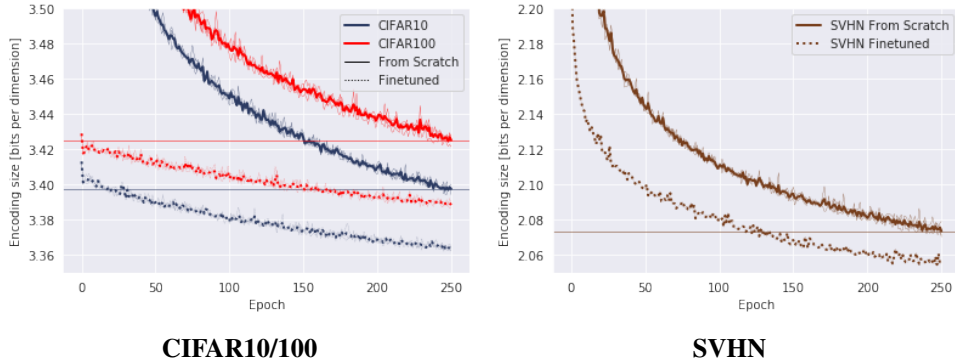 3.50
3.48
3.46
3.44
3.42
3.40
3.38
3.36
Encoding size [bits per dimension]
CIFAR10
CIFAR100
From Scratch
Finetuned
0 50 100 150 200 250
Epoch
CIFAR10/100
2.20
2.18
2.16
2.14
2.12
2.10
2.08
2.06
Encoding size [bits per dimension]
SVHN From Scratch
SVHN Finetuned
0 50 100 150 200 250
Epoch
SVHN